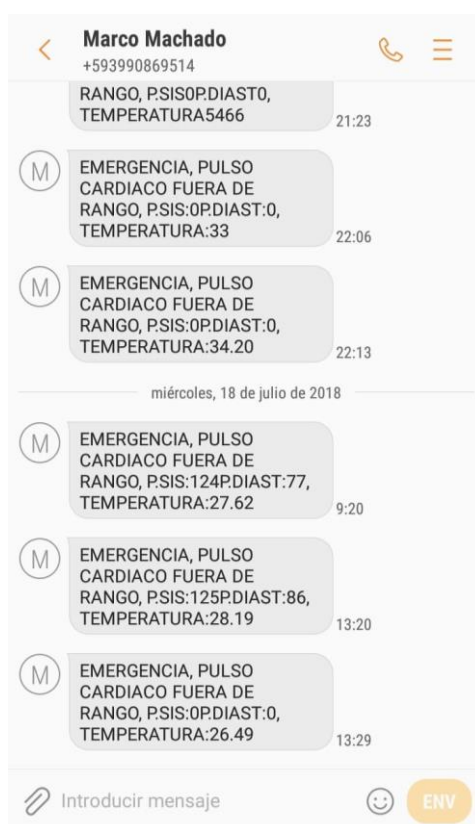 Marco Machado
+593990869514
RANGO, P.SIS0P.DIAST0,
TEMPERATURA5466
21:23
M
EMERGENCIA, PULSO
CARDIACO FUERA DE
RANGO, P.SIS:0P.DIAST:0,
TEMPERATURA:33
22:06
M
EMERGENCIA, PULSO
CARDIACO FUERA DE
RANGO, P.SIS:0P.DIAST:0,
TEMPERATURA:34.20
22:13
miércoles, 18 de julio de 2018
M
EMERGENCIA, PULSO
CARDIACO FUERA DE
RANGO, P.SIS:124P.DIAST:77,
TEMPERATURA:27.62
9:20
M
EMERGENCIA, PULSO
CARDIACO FUERA DE
RANGO, P.SIS:125P.DIAST:86,
TEMPERATURA:28.19
13:20
M
EMERGENCIA, PULSO
CARDIACO FUERA DE
RANGO, P.SIS:0P.DIAST:0,
TEMPERATURA:26.49
13:29
Introducir mensaje
ENV